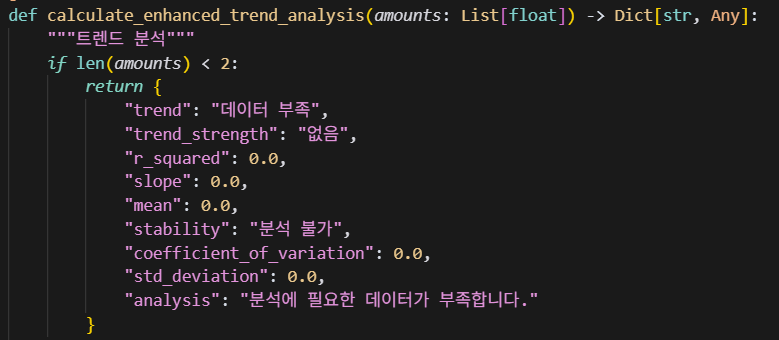 def calculate_enhanced_trend_analysis(amounts: List[float]) -> Dict[str, Any]:
    """트렌드 분석"""
    if len(amounts) < 2:
        return {
            "trend": "데이터 부족",
            "trend_strength": "없음",
            "r_squared": 0.0,
            "slope": 0.0,
            "mean": 0.0,
            "stability": "분석 불가",
            "coefficient_of_variation": 0.0,
            "std_deviation": 0.0,
            "analysis": "분석에 필요한 데이터가 부족합니다."
        }